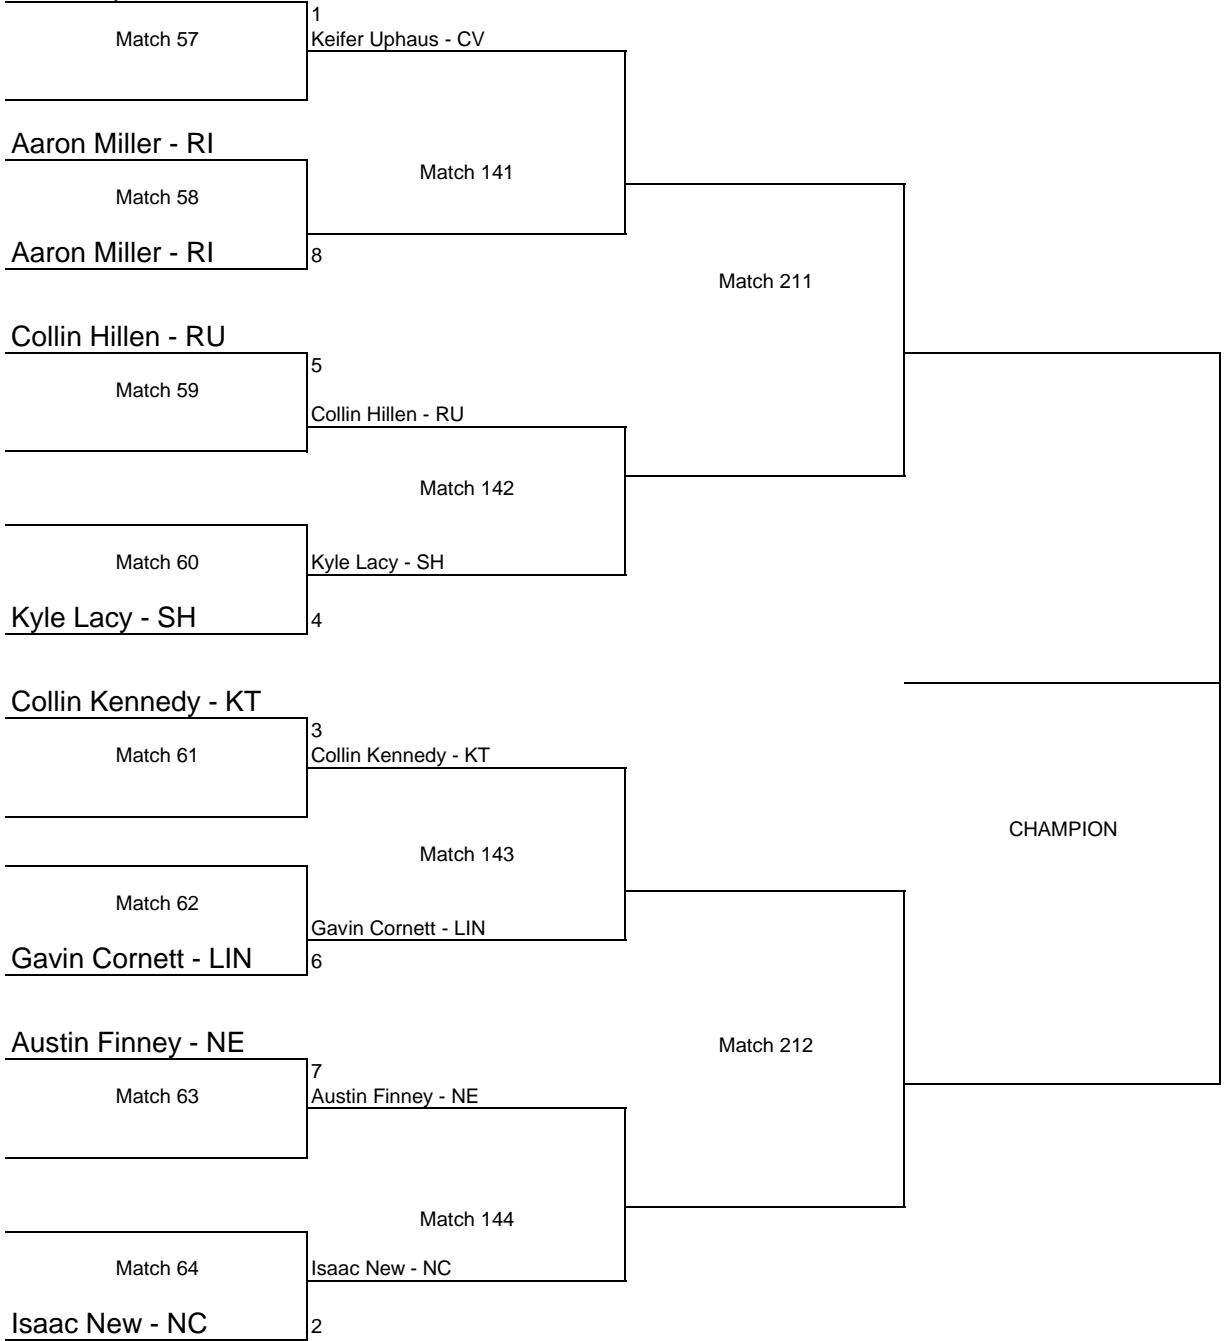 1
Match 57
Keifer Uphaus - CV
Aaron Miller - RI
Match 141
Match 58
Aaron Miller - RI
8
Match 211
Collin Hillen - RU
5
Match 59
Collin Hillen - RU
Match 142
Match 60
Kyle Lacy - SH
Kyle Lacy - SH
4
Collin Kennedy - KT
3
Match 61
Collin Kennedy - KT
CHAMPION
Match 143
Match 62
Gavin Cornett - LIN
Gavin Cornett - LIN
6
Austin Finney - NE
Match 212
7
Match 63
Austin Finney - NE
Match 144
Match 64
Isaac New - NC
Isaac New - NC
2